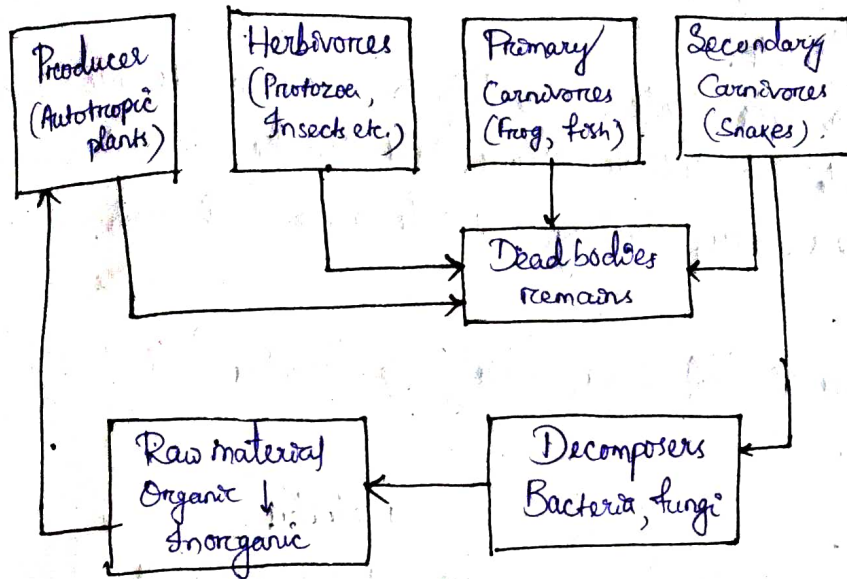 Producer
(Autotropic
plants)
Herbivores
(Protozoa,
Insects etc.)
Primary
Carnivores
(Frog, fish)
Secondary
Carnivores
(Snakes).
Dead bodies
remains
Raw material
Organic ↓
Inorganic
Decomposers
Bacteria, fungi